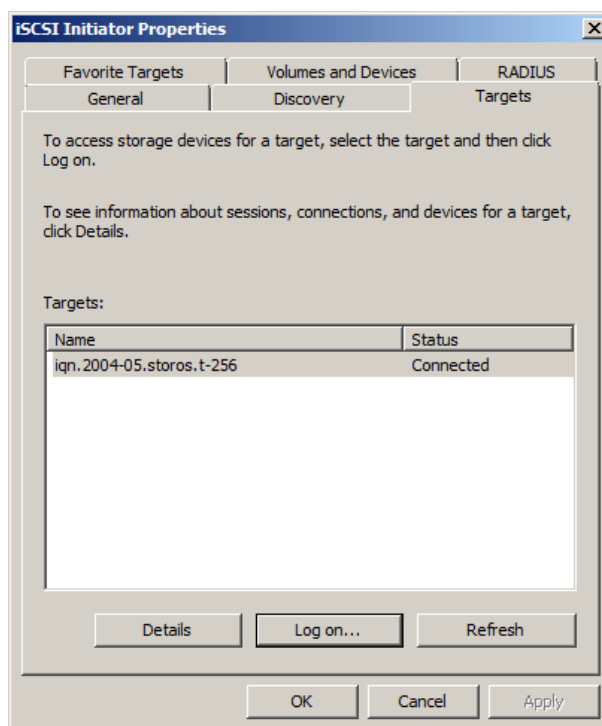 iSCSI Initiator Properties
Favorite Targets Volumes and Devices RADIUS
General Discovery Targets
To access storage devices for a target, select the target and then click
Log on.
To see information about sessions, connections, and devices for a target,
click Details.
Targets:
Name Status
iqn.2004-05.storos.t-256 Connected
Details Log on... Refresh
OK Cancel Apply